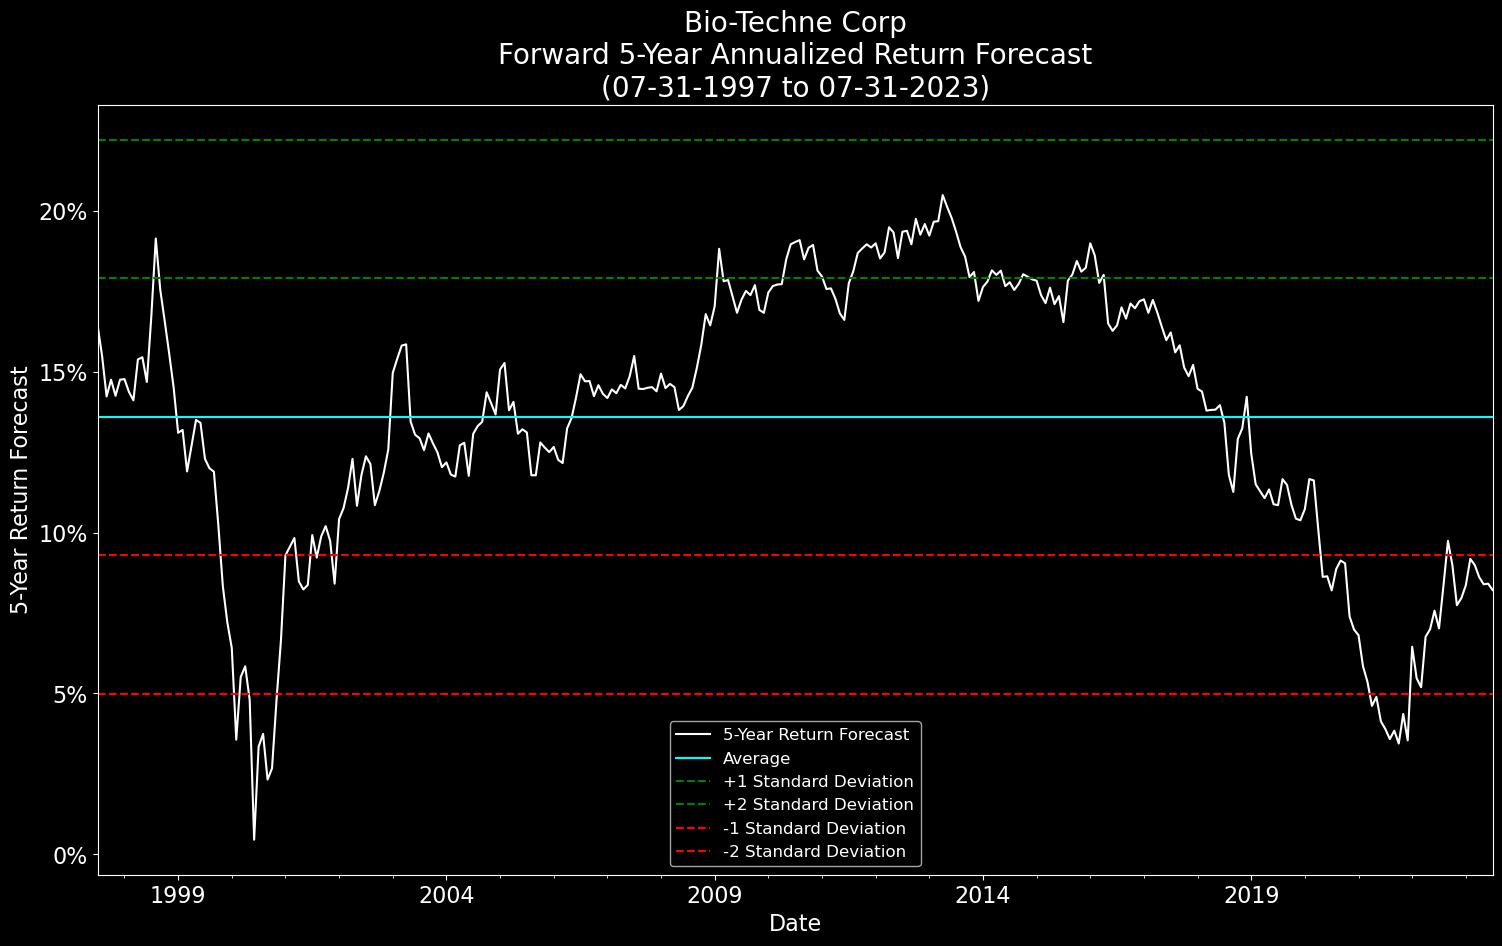 Bio-Techne Corp
Forward 5-Year Annualized Return Forecast
(07-31-1997 to 07-31-2023)
5-Year Return Forecast
20%
15%
10%
5%
0%
5-Year Return Forecast
Average
+1 Standard Deviation
+2 Standard Deviation
-1 Standard Deviation
-2 Standard Deviation
1999
2004
2009
2014
2019
Date